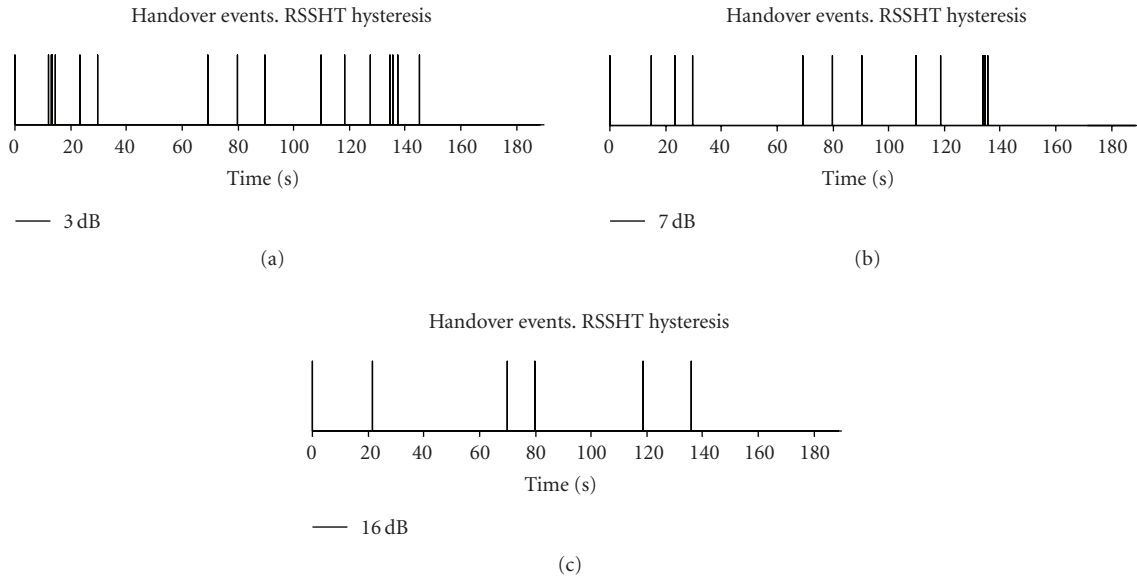 Handover events. RSSHT hysteresis
0 20 40 60 80 100 120 140 160 180
Time (s)
3 dB
(a)
Handover events. RSSHT hysteresis
0 20 40 60 80 100 120 140 160 180
Time (s)
7 dB
(b)
Handover events. RSSHT hysteresis
0 20 40 60 80 100 120 140 160 180
Time (s)
16 dB
(c)